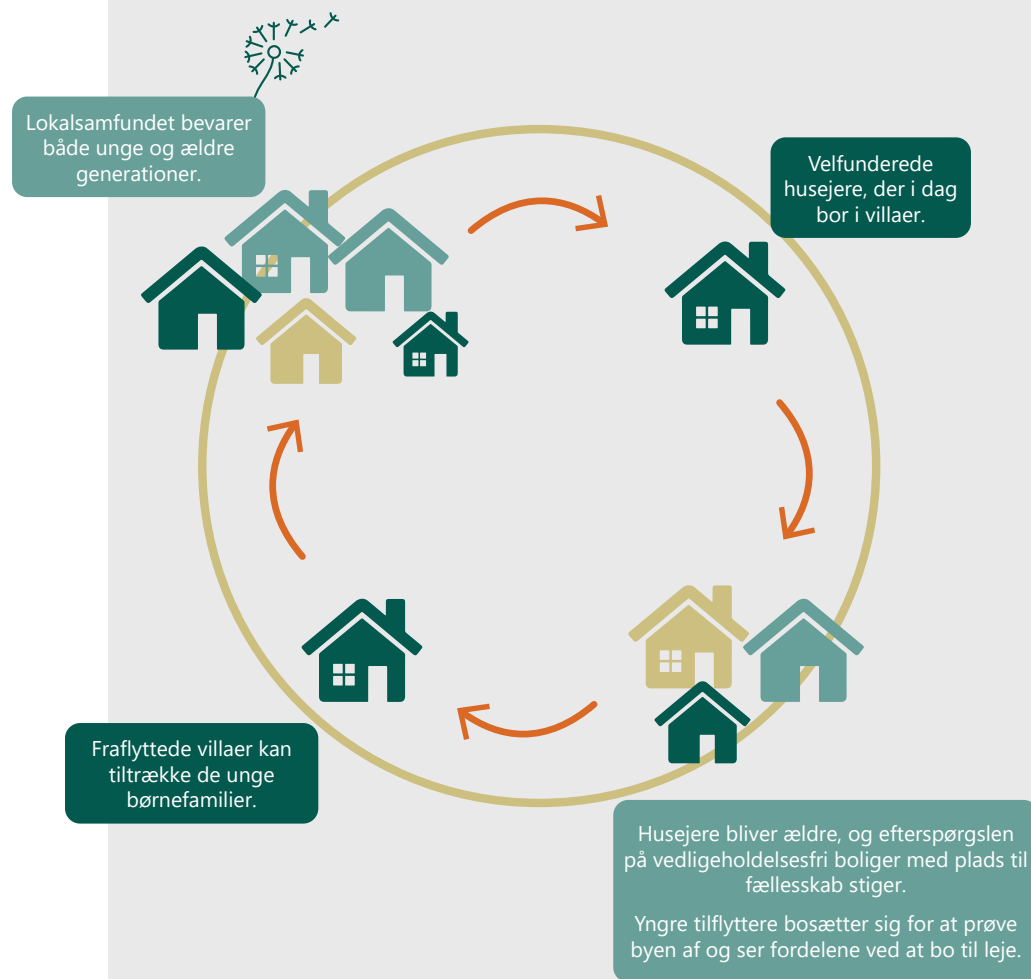 Lokalsamfundet bevarer
både unge og ældre
generationer.
Velfunderede
husejere, der i dag
bor i villaer.
Fraflyttede villaer kan
tiltrække de unge
børnefamilier.
Husejere bliver ældre, og efterspørgslen
på vedligeholdelsesfri boliger med plads til
fællesskab stiger.
Yngre tilflyttere bosætter sig for at prøve
byen af og ser fordelene ved at bo til leje.